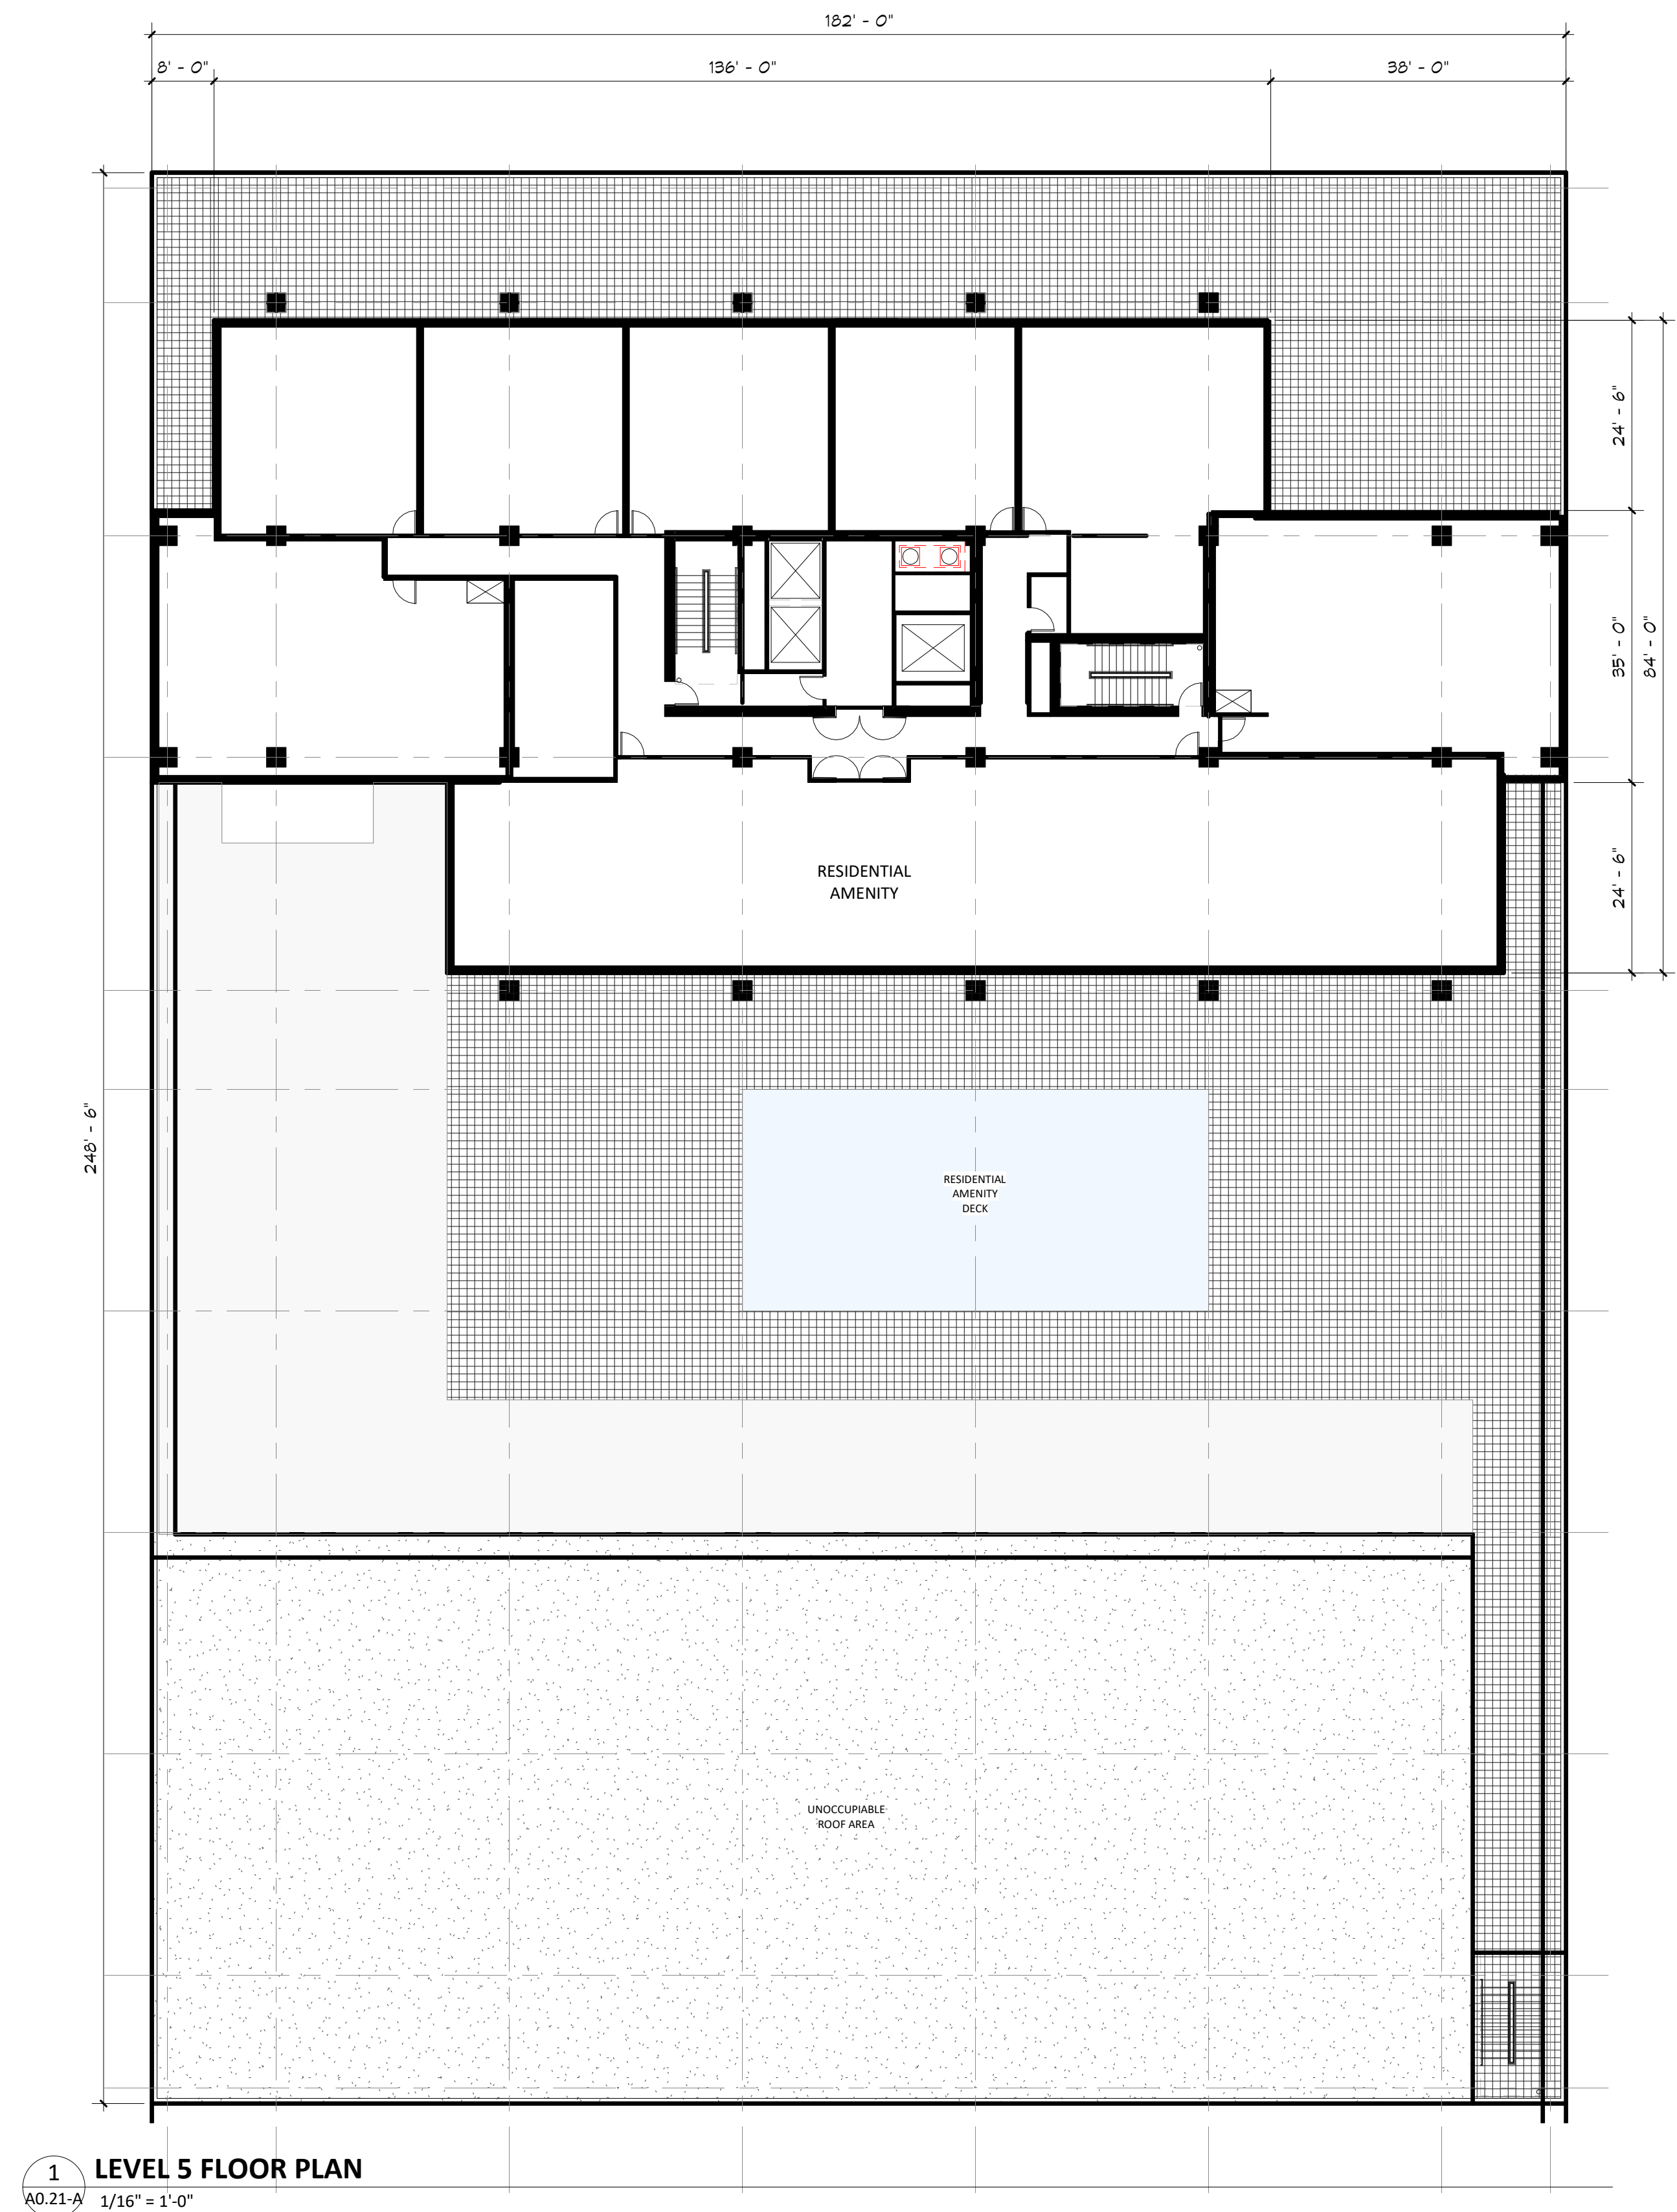 182' - 0"
8' - 0"
136' - 0"
38' - 0"
24' - 6"
35' - 0"
84' - 0"
24' - 6"
RESIDENTIAL
AMENITY
248' - 6"
RESIDENTIAL
AMENITY
DECK
UNOCCUPIABLE
ROOF AREA
1
A0.21-A
LEVEL 5 FLOOR PLAN
1/16" = 1'-0"